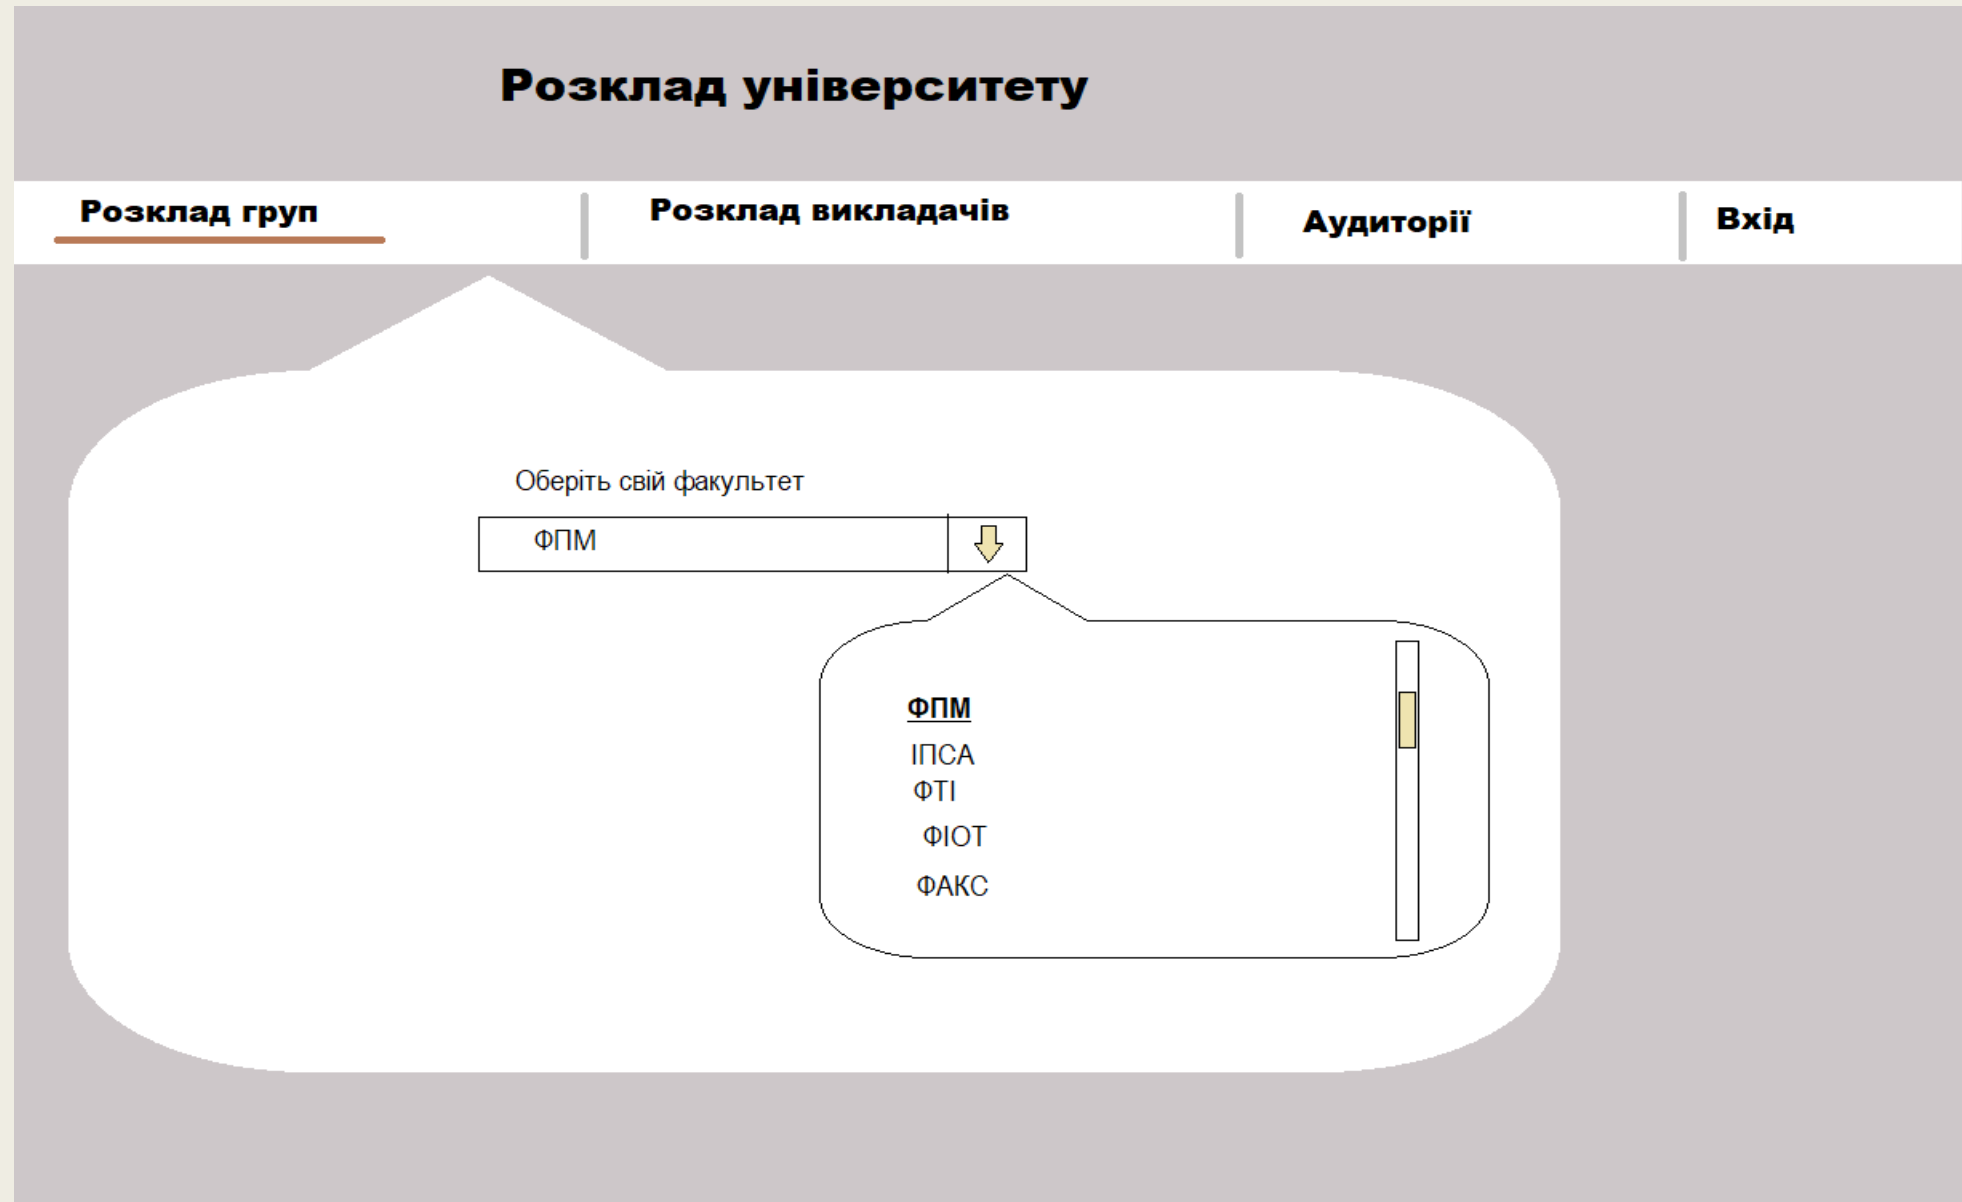 Розклад університету
Розклад груп
Розклад викладачів
Аудиторії
Вхід
Оберіть свій факультет
ФПМ
ФПМ
ІПСА
ФТІ
ФІОТ
ФАКС